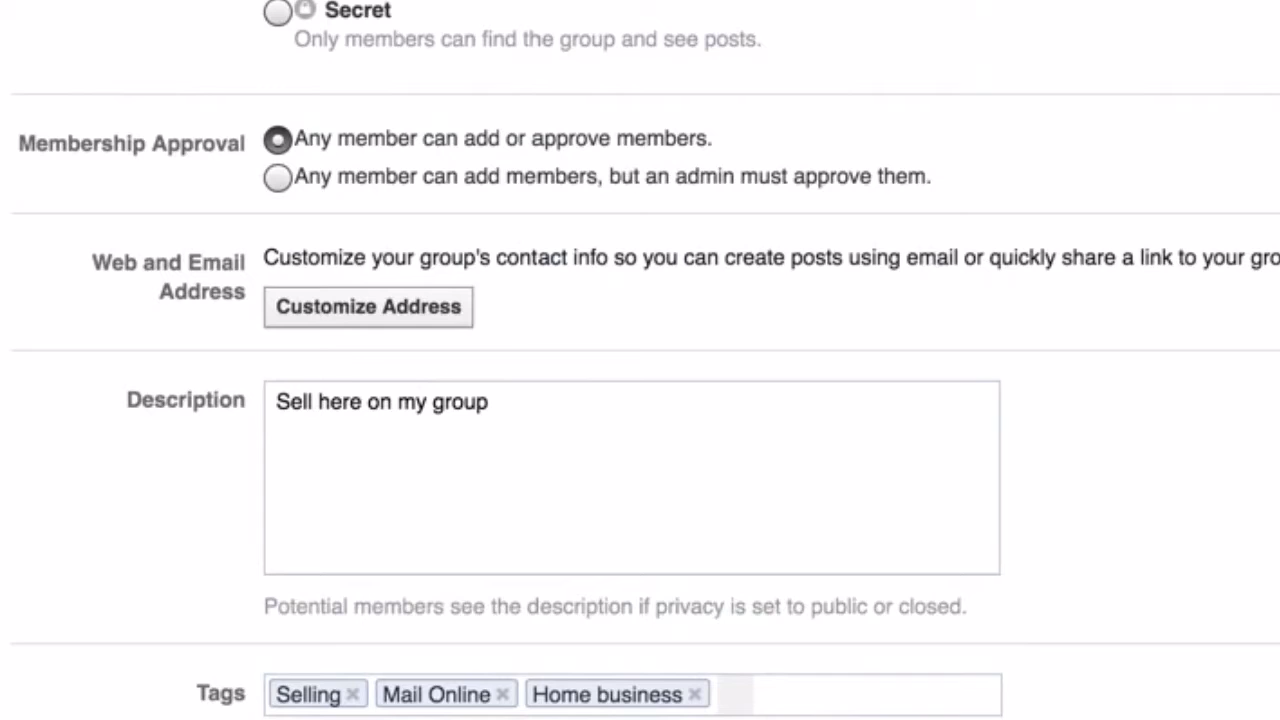 Secret
Only members can find the group and see posts.
Membership Approval
Any member can add or approve members.
Any member can add members, but an admin must approve them.
Web and Email
Address
Customize your group's contact info so you can create posts using email or quickly share a link to your gro
Customize Address
Description
Sell here on my group
Potential members see the description if privacy is set to public or closed.
Tags
Selling
Mail Online
Home business